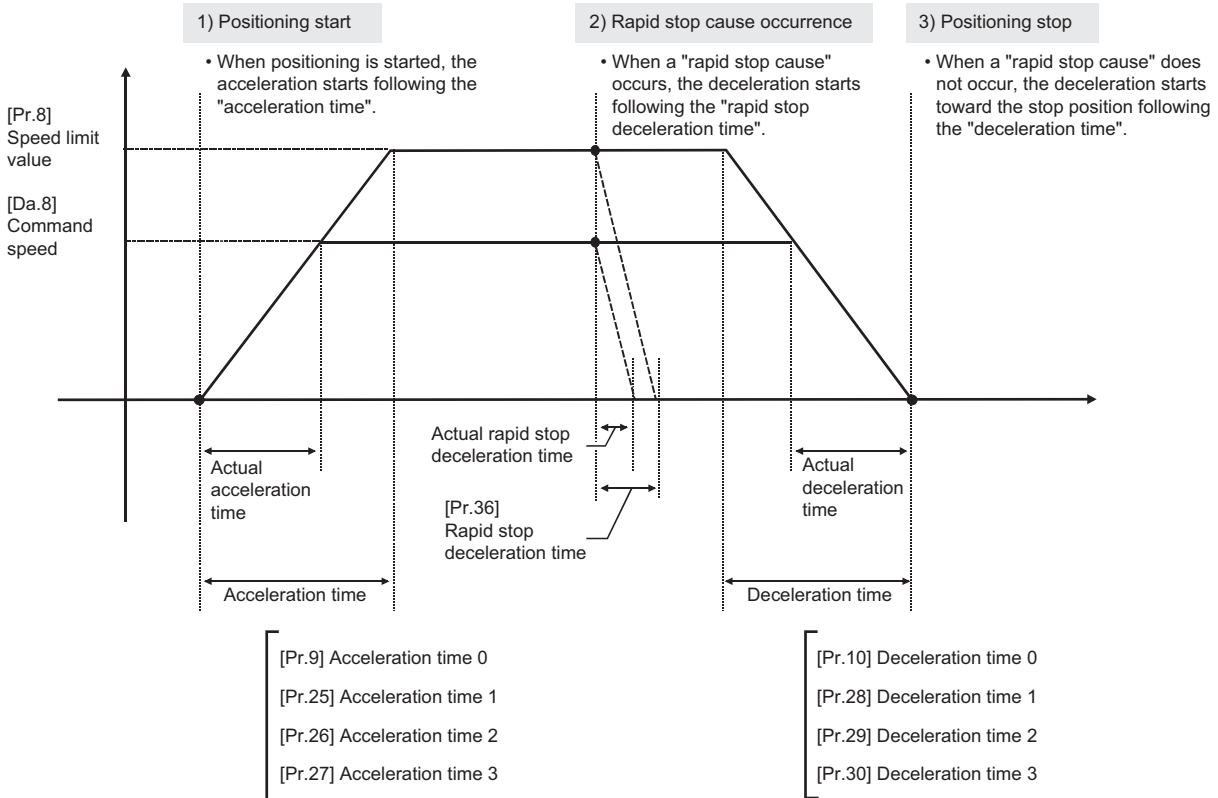 1) Positioning start
• When positioning is started, the
acceleration starts following the
"acceleration time".
2) Rapid stop cause occurrence
• When a "rapid stop cause"
occurs, the deceleration starts
following the "rapid stop
deceleration time".
3) Positioning stop
• When a "rapid stop cause" does
not occur, the deceleration starts
toward the stop position following
the "deceleration time".
[Pr.8]
Speed limit
value
[Da.8]
Command
speed
Actual
acceleration
time
Actual rapid stop
deceleration time
[Pr.36]
Rapid stop
deceleration time
Actual
deceleration
time
Acceleration time
Deceleration time
[Pr.9] Acceleration time 0
[Pr.25] Acceleration time 1
[Pr.26] Acceleration time 2
[Pr.27] Acceleration time 3
[Pr.10] Deceleration time 0
[Pr.28] Deceleration time 1
[Pr.29] Deceleration time 2
[Pr.30] Deceleration time 3